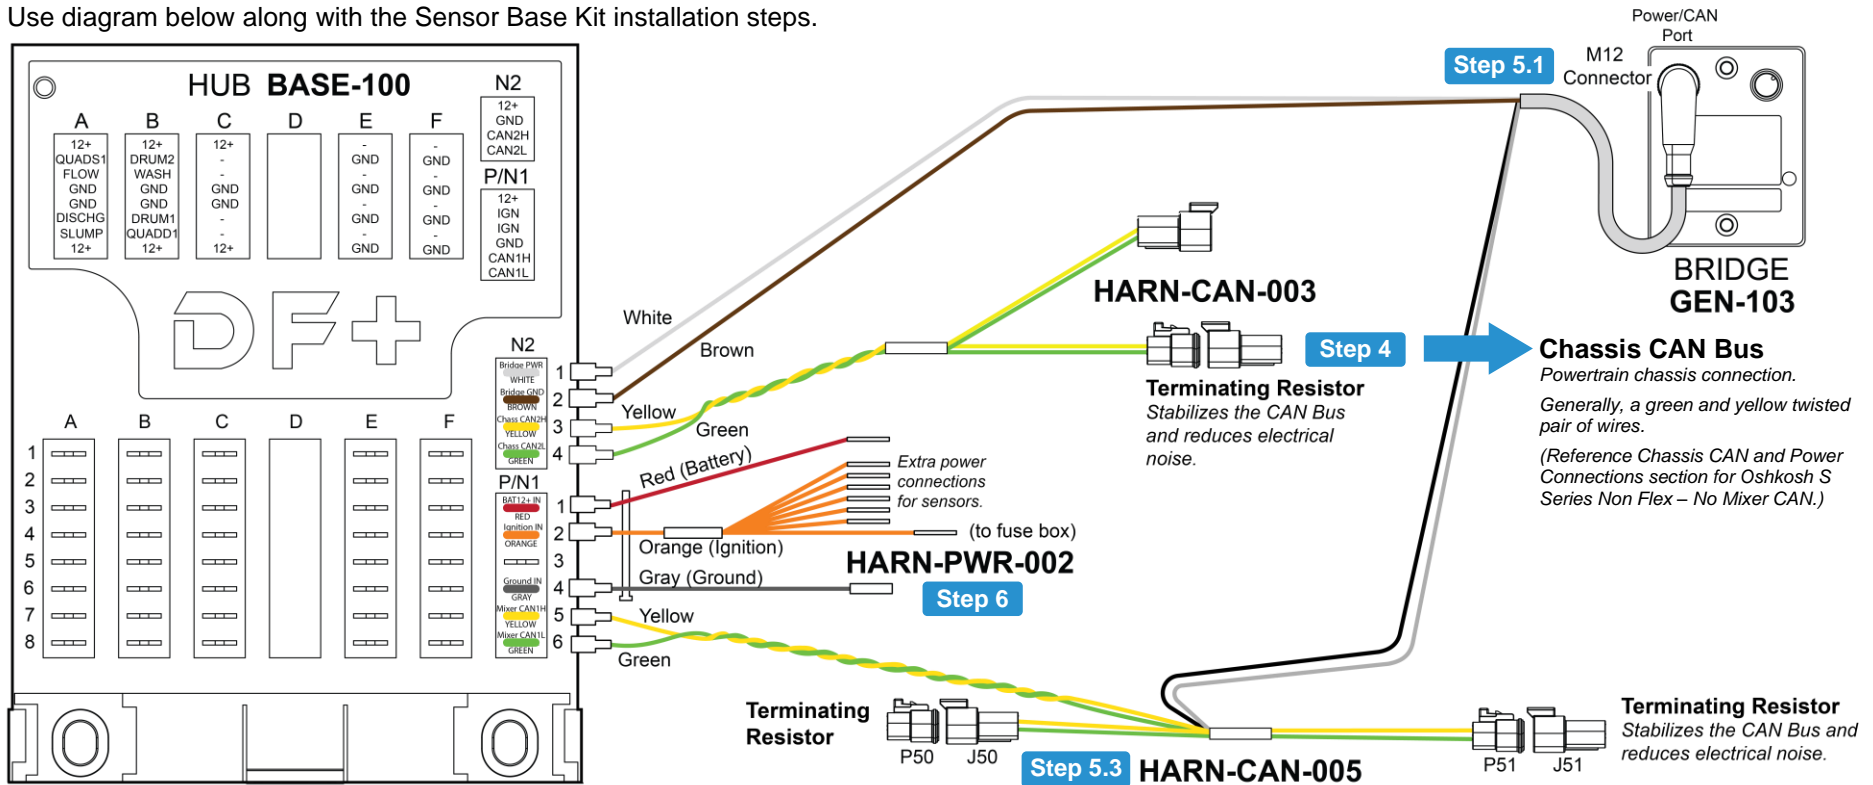 Use diagram below along with the Sensor Base Kit installation steps.
HUB BASE-100
A
12+
QUADS1
FLOW
GND
GND
DISCHG
SLUMP
12+
B
12+
DRUM2
WASH
GND
GND
DRUM1
QUADD1
12+
C
12+
-
-
GND
GND
-
-
12+
D
E
-
GND
-
GND
-
GND
-
GND
F
-
GND
-
GND
-
GND
-
GND
N2
12+
GND
CAN2H
CAN2L
P/N1
12+
IGN
IGN
GND
CAN1H
CAN1L
DF+
N2
Bridge PWR
WHITE
1
Bridge GND
BROWN
2
Chass CAN2H
YELLOW
3
Chass CAN2L
GREEN
4
P/N1
BAT12+ IN
RED
1
Ignition IN
ORANGE
2
3
Ground IN
GRAY
4
Mixer CAN1H
YELLOW
5
Mixer CAN1L
GREEN
6
A B C D E F
1
2
3
4
5
6
7
8
White
Brown
Yellow
Green
Red (Battery)
Orange (Ignition)
Gray (Ground)
Yellow
Green
Extra power
connections
for sensors.
(to fuse box)
HARN-PWR-002
Step 6
HARN-CAN-003
Terminating Resistor
Stabilizes the CAN Bus
and reduces electrical
noise.
Step 4
Step 5.1
Power/CAN
Port
M12
Connector
BRIDGE
GEN-103
Chassis CAN Bus
Powertrain chassis connection.
Generally, a green and yellow twisted
pair of wires.
(Reference Chassis CAN and Power
Connections section for Oshkosh S
Series Non Flex – No Mixer CAN.)
Terminating
Resistor
P50 J50
Step 5.3
HARN-CAN-005
P51 J51
Terminating Resistor
Stabilizes the CAN Bus and
reduces electrical noise.